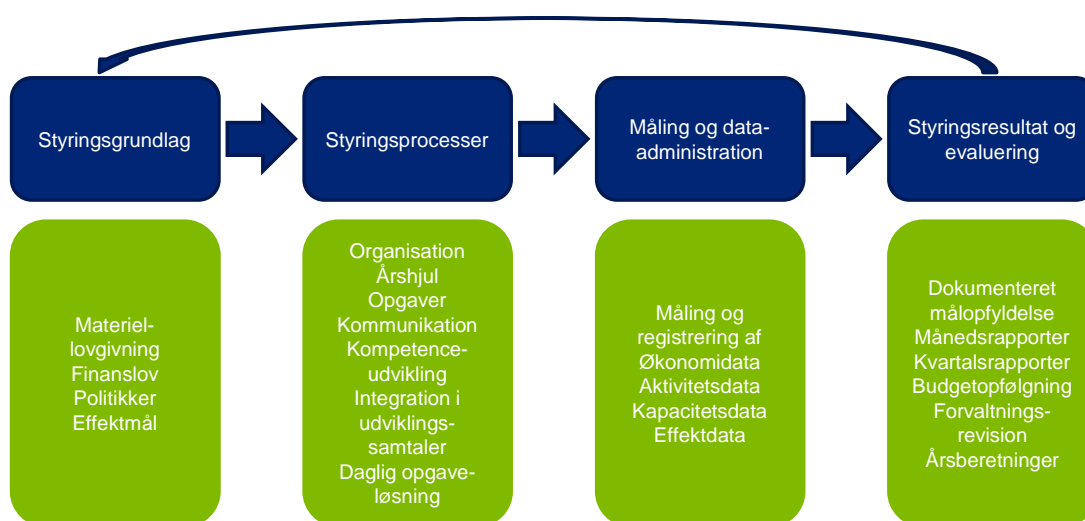 Styringsgrundlag
Styringsprocesser
Måling og data-
administration
Styringsresultat og
evaluering
Materiel-
lovgivning
Finanslov
Politikker
Effektmål
Organisation
Årshjul
Opgaver
Kommunikation
Kompetence-
udvikling
Integration i
udviklings-
samtaler
Daglig opgave-
løsning
Måling og
registrering af
Økonomidata
Aktivitetsdata
Kapacitetsdata
Effektdata
Dokumenteret
målopfyldelse
Månedsrapporter
Kvartalsrapporter
Budgetopfølgning
Forvaltnings-
revision
Årsberetninger